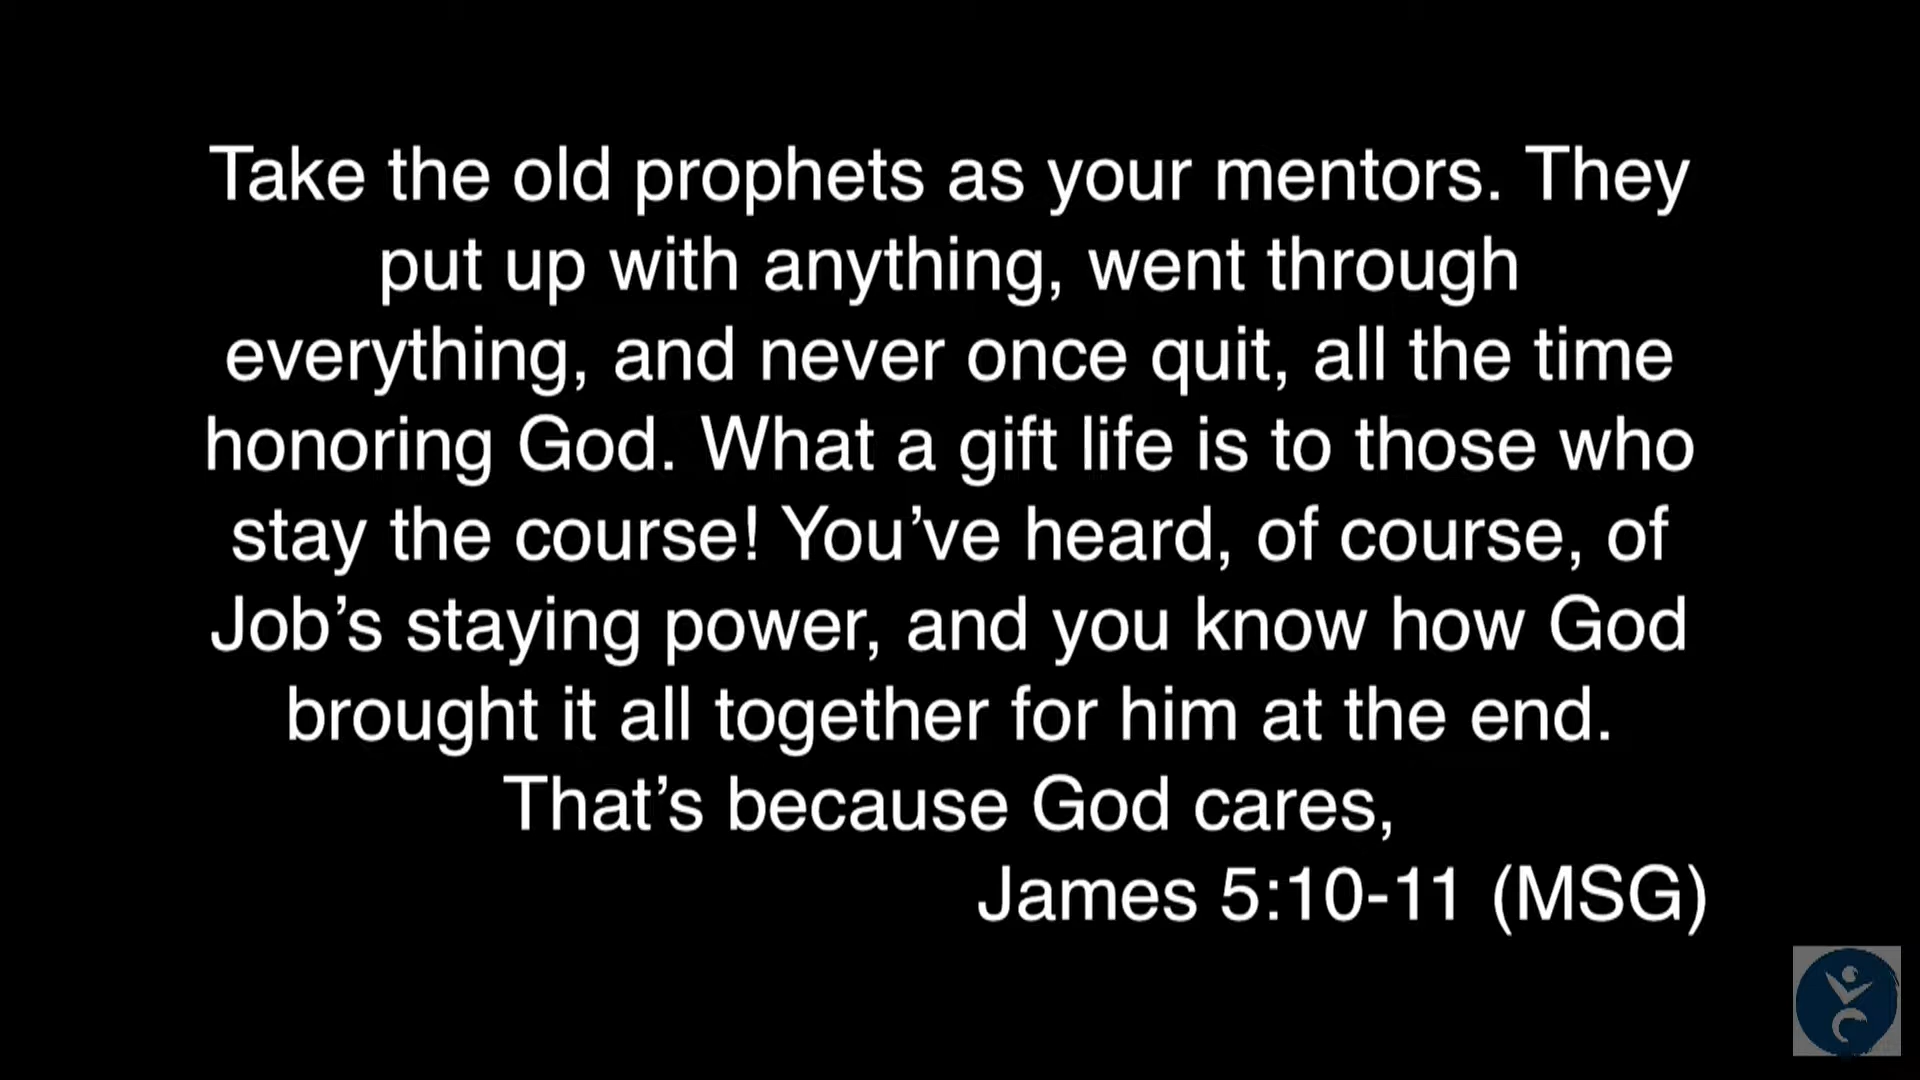 Take the old prophets as your mentors. They
put up with anything, went through
everything, and never once quit, all the time
honoring God. What a gift life is to those who
stay the course! You’ve heard, of course, of
Job’s staying power, and you know how God
brought it all together for him at the end.
That’s because God cares,
James 5:10-11 (MSG)